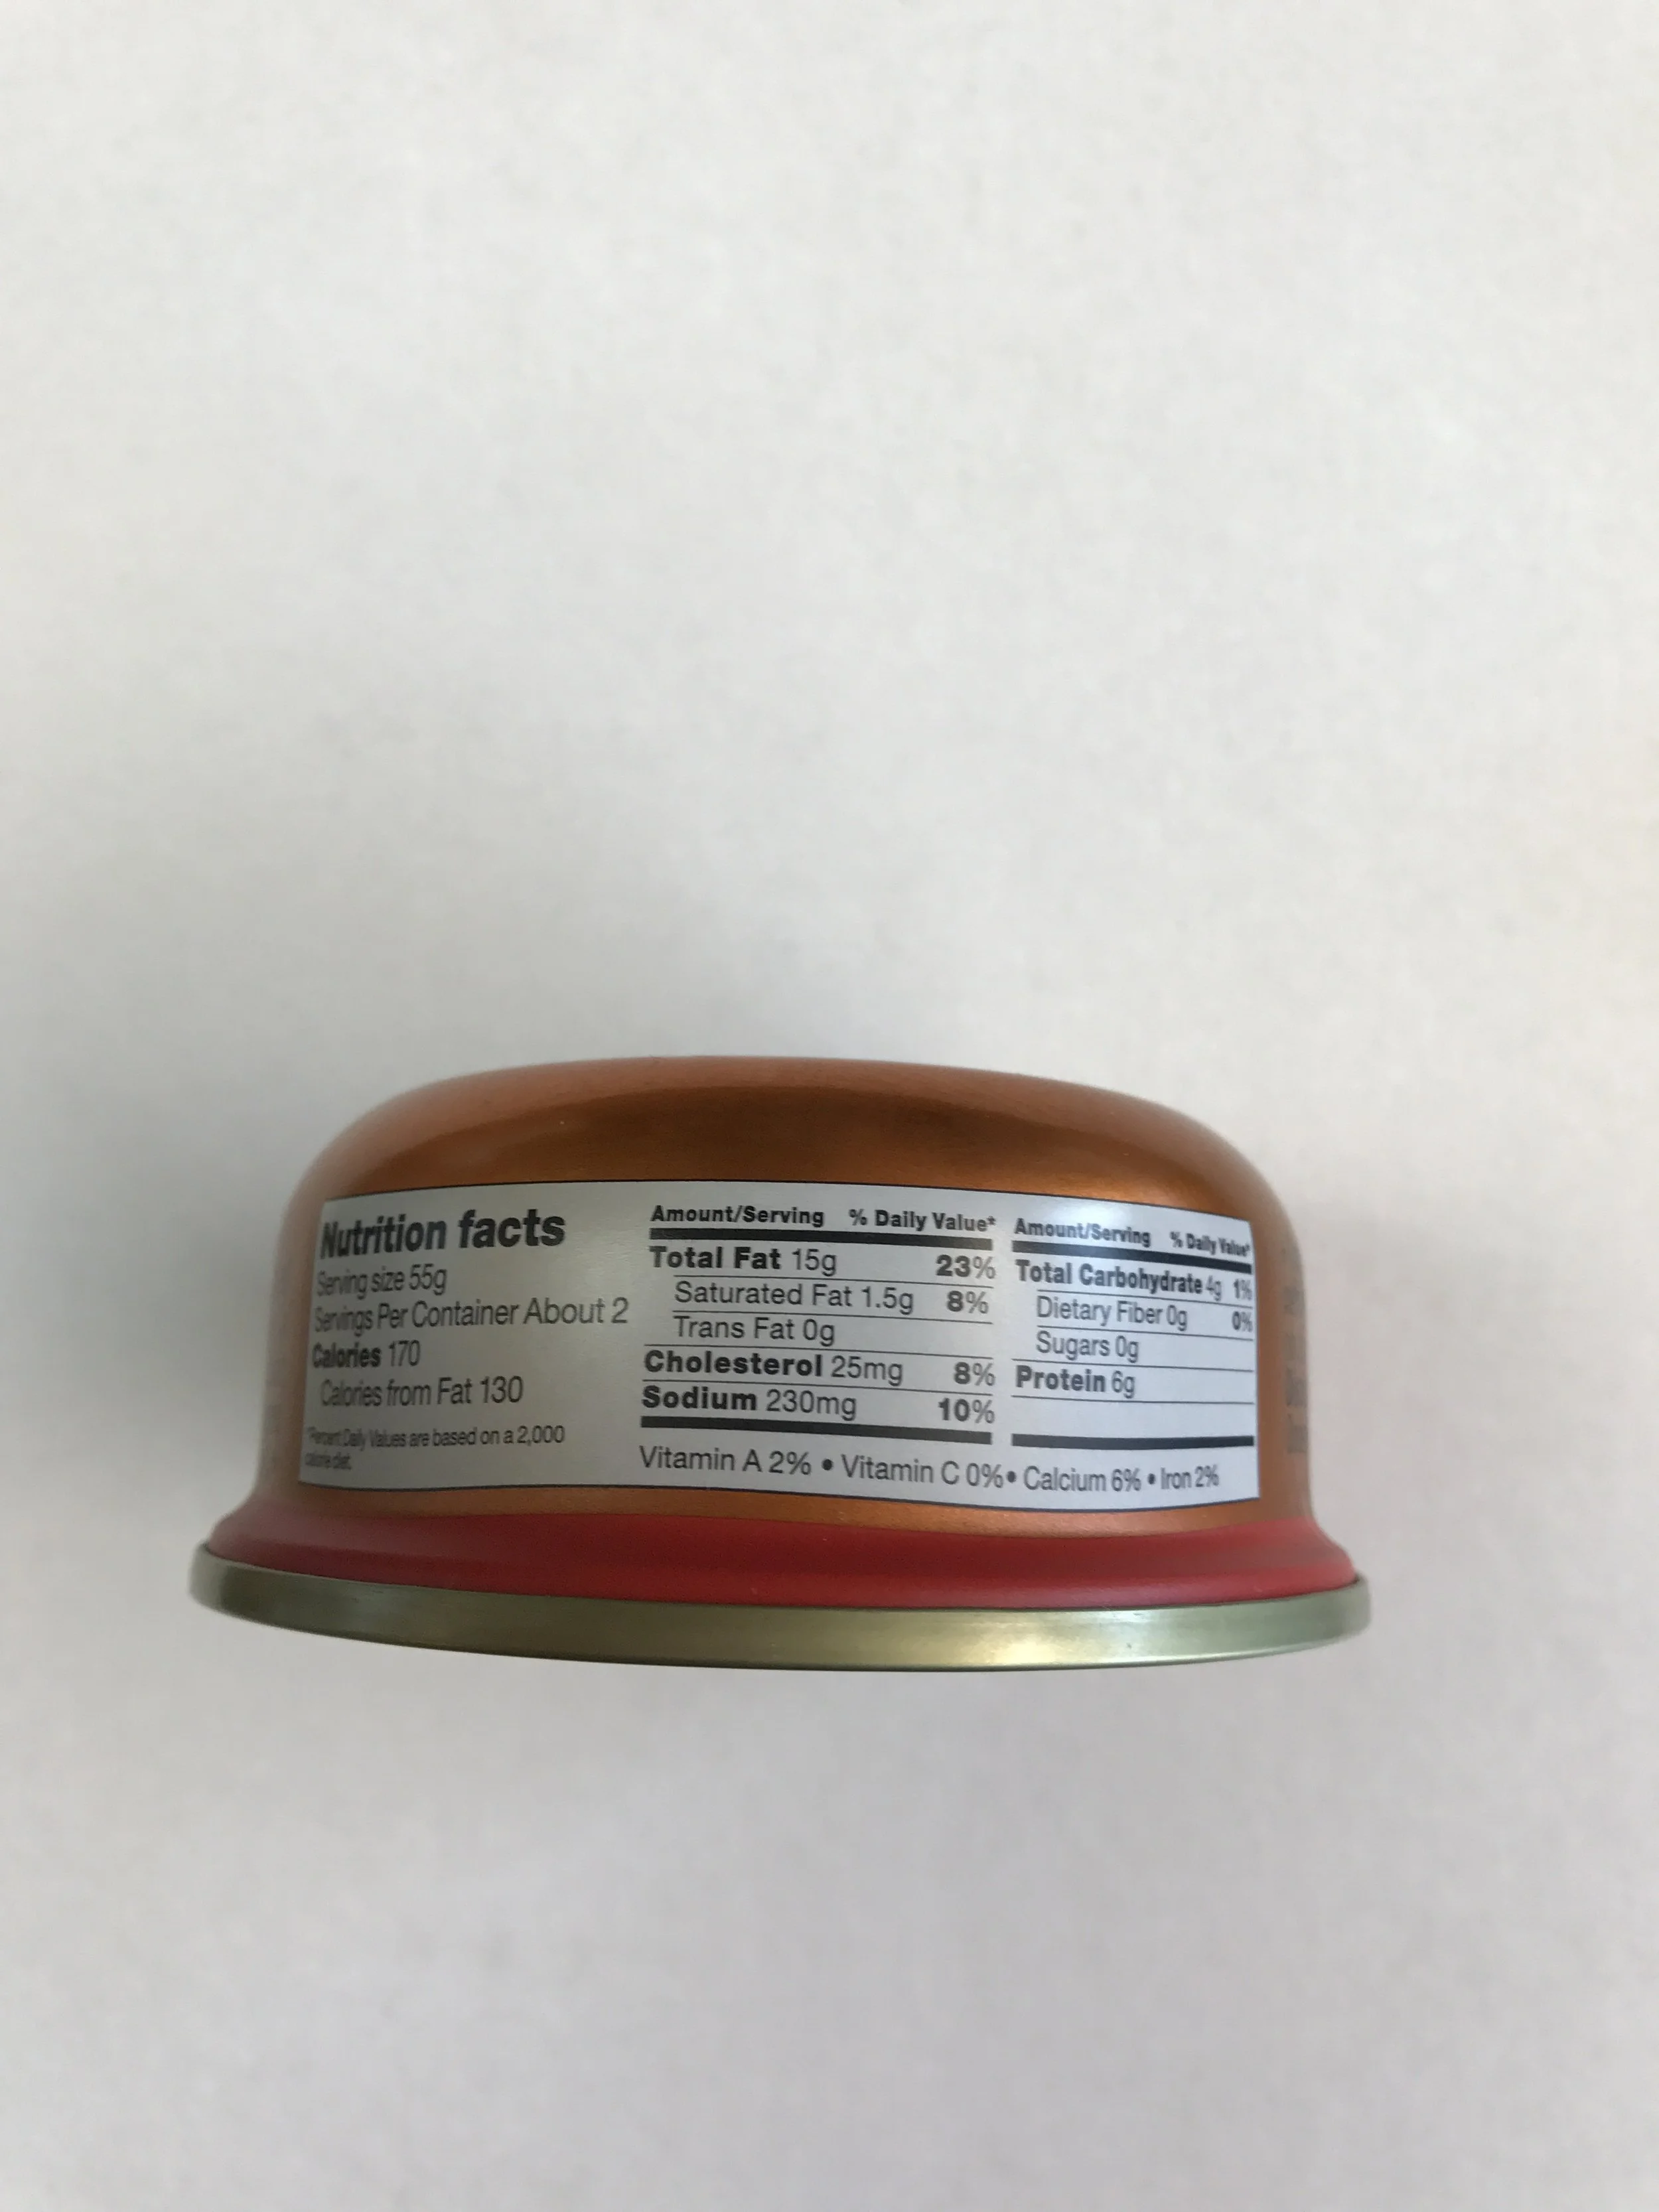 Nutrition facts
Serving size 55g
Servings Per Container About 2
Calories 170
Calories from Fat 130
*Percent Daily Values are based on a 2,000
calorie diet.
Amount/Serving % Daily Value*
Total Fat 15g 23%
Saturated Fat 1.5g 8%
Trans Fat 0g
Cholesterol 25mg 8%
Sodium 230mg 10%
Amount/Serving % Daily Value*
Total Carbohydrate 4g 1%
Dietary Fiber 0g 0%
Sugars 0g
Protein 6g
Vitamin A 2% • Vitamin C 0% • Calcium 6% • Iron 2%